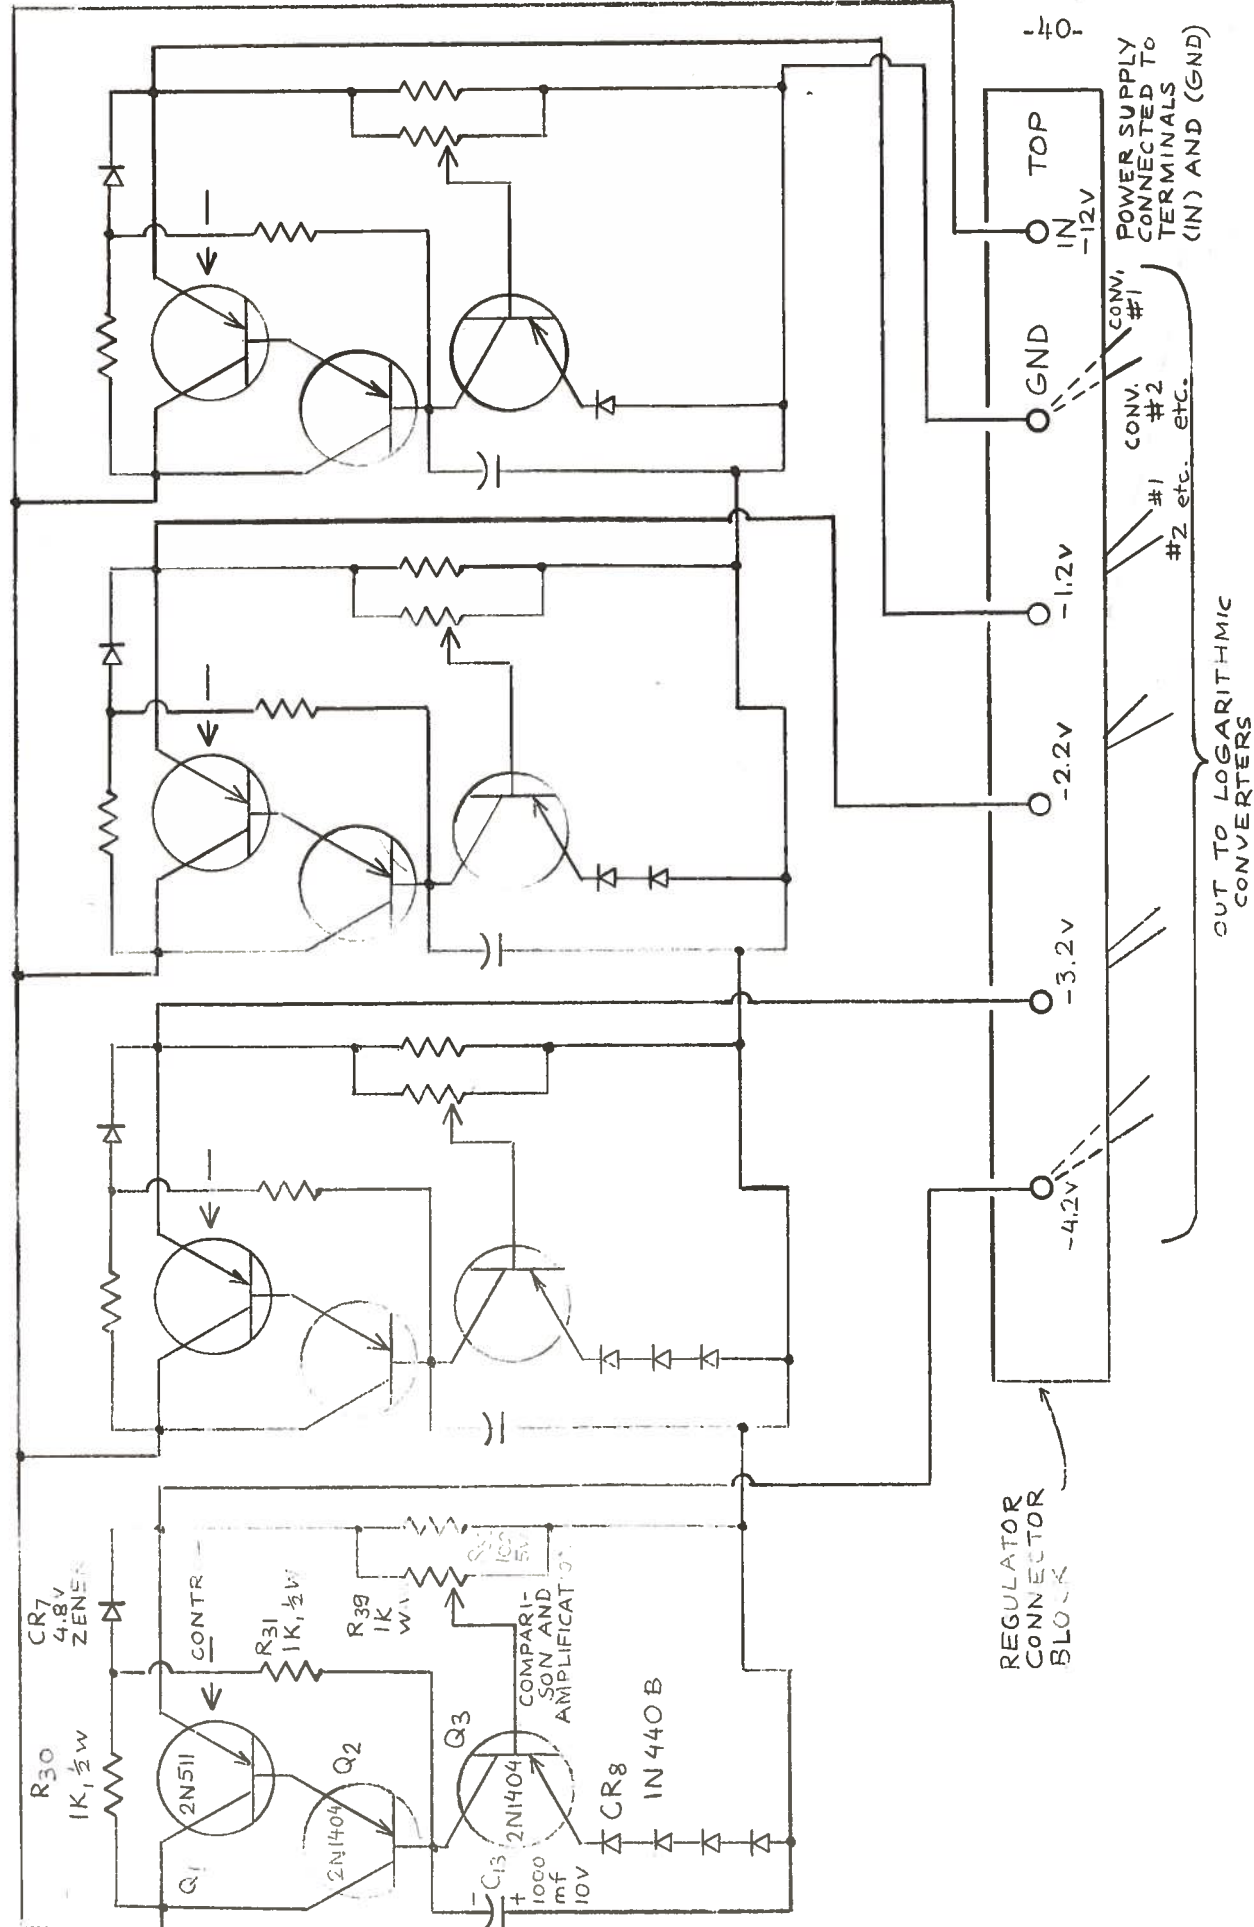 -40-
POWER SUPPLY
CONNECTED TO
TERMINALS
(IN) AND (GND)
TOP
IN
-12V
GND
CONV.
#1
CONV.
#2
etc.
-1.2V
#1
#2 etc.
-2.2V
-3.2V
-4.2V
OUT TO LOGARITHMIC
CONVERTERS
REGULATOR
CONNECTOR
BLOCK
CR7
4.8V
ZENER
R30
1K, ½W
CONTR
R31
1K, ½W
R39
1K
COMPARI-
SON AND
AMPLIFICATION
Q1
2N511
Q2
2N1404
Q3
2N1404
C13
- +
1000
mf
10V
CR8
IN440B